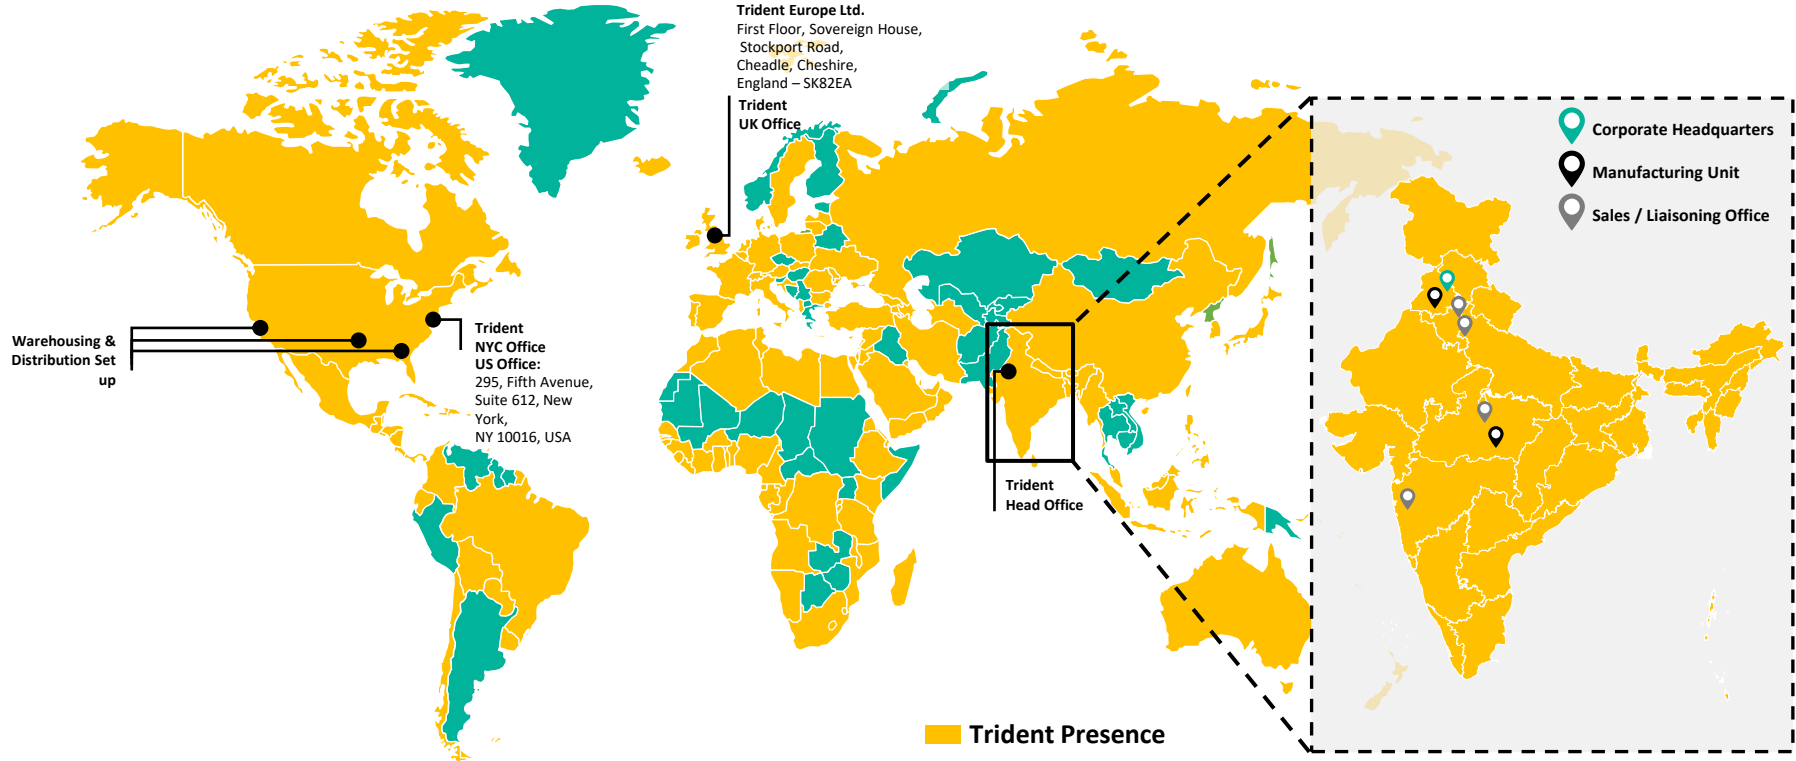 Trident Europe Ltd.
First Floor, Sovereign House,
Stockport Road,
Cheadle, Cheshire,
England – SK82EA
Trident
UK Office
Corporate Headquarters
Manufacturing Unit
Sales / Liaisoning Office
Warehousing &
Distribution Set
up
Trident
NYC Office
US Office:
295, Fifth Avenue,
Suite 612, New
York,
NY 10016, USA
Trident
Head Office
Trident Presence